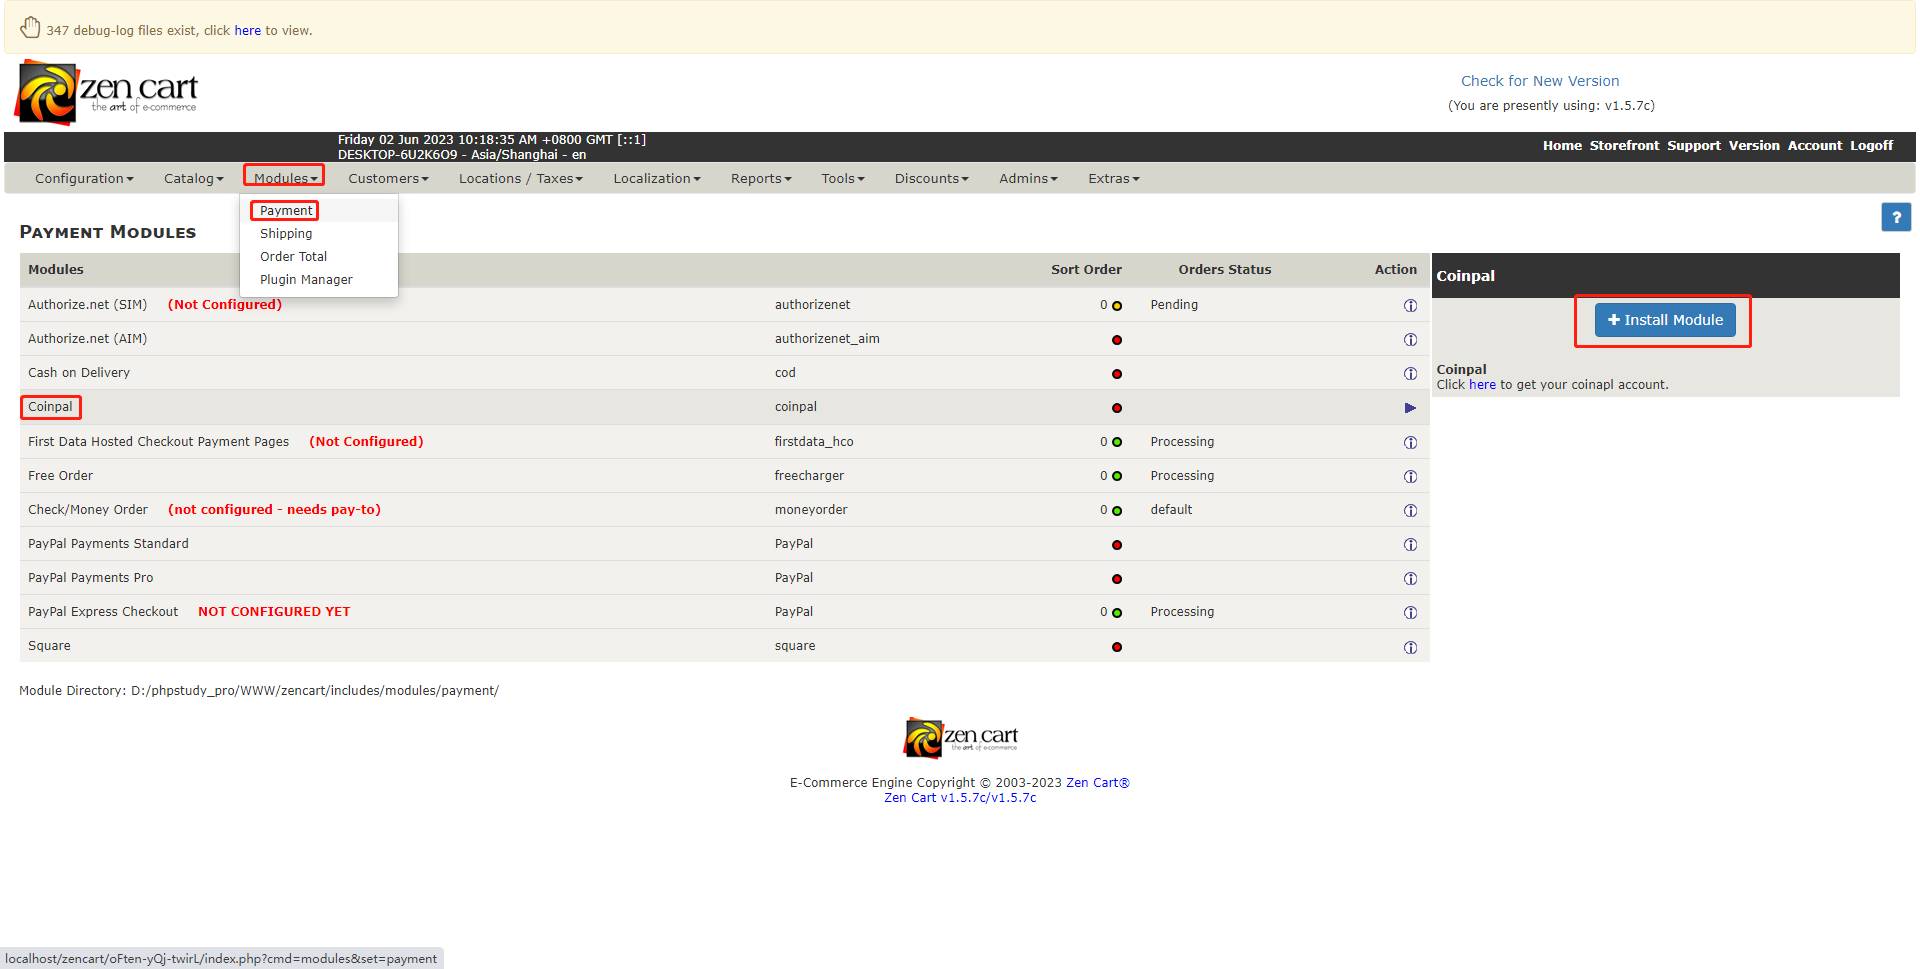 347 debug-log files exist, click here to view.
zen cart
the art of e-commerce
Check for New Version
(You are presently using: v1.5.7c)
Friday 02 Jun 2023 10:18:35 AM +0800 GMT [::1]
DESKTOP-6U2K6O9 - Asia/Shanghai - en
Home Storefront Support Version Account Logoff
Configuration Catalog Modules Customers Locations / Taxes Localization Reports Tools Discounts Admins Extras
Payment
Shipping
Order Total
Plugin Manager
Payment Modules
?
Modules Sort Order Orders Status Action
Authorize.net (SIM) (Not Configured) authorizenet 0 Pending
Authorize.net (AIM) authorizenet_aim
Cash on Delivery cod
Coinpal coinpal
First Data Hosted Checkout Payment Pages (Not Configured) firstdata_hco 0 Processing
Free Order freecharger 0 Processing
Check/Money Order (not configured - needs pay-to) moneyorder 0 default
PayPal Payments Standard PayPal
PayPal Payments Pro PayPal
PayPal Express Checkout NOT CONFIGURED YET PayPal 0 Processing
Square square
Coinpal
+ Install Module
Coinpal
Click here to get your coinapl account.
Module Directory: D:/phpstudy_pro/WWW/zencart/includes/modules/payment/
zen cart
the art of e-commerce
E-Commerce Engine Copyright © 2003-2023 Zen Cart®
Zen Cart v1.5.7c/v1.5.7c
localhost/zencart/oFten-yQj-twirL/index.php?cmd=modules&set=payment